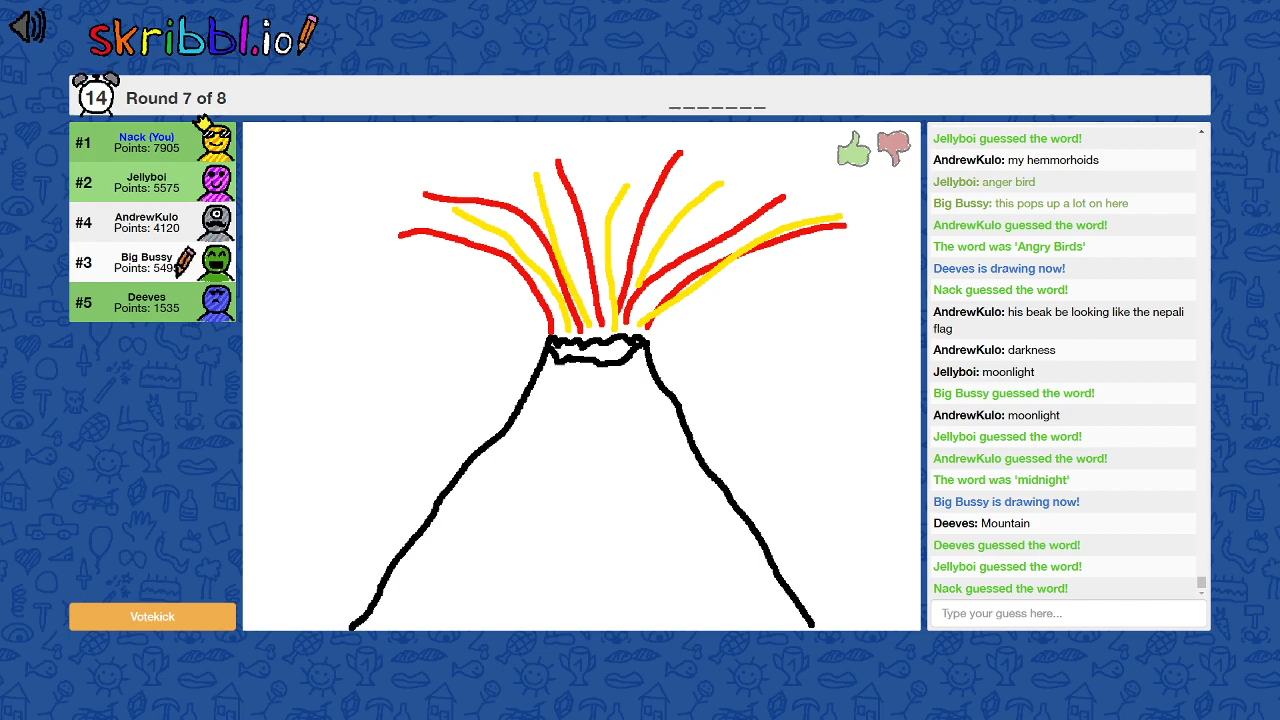 skribbl.io
14
Round 7 of 8
_______
#1
Nack (You)
Points: 7905
#2
Jellyboi
Points: 5575
#4
AndrewKulo
Points: 4120
#3
Big Bussy
Points: 5495
#5
Deeves
Points: 1535
Votekick
Jellyboi guessed the word!
AndrewKulo: my hemmorhoids
Jellyboi: anger bird
Big Bussy: this pops up a lot on here
AndrewKulo guessed the word!
The word was 'Angry Birds'
Deeves is drawing now!
Nack guessed the word!
AndrewKulo: his beak be looking like the nepali
flag
AndrewKulo: darkness
Jellyboi: moonlight
Big Bussy guessed the word!
AndrewKulo: moonlight
Jellyboi guessed the word!
AndrewKulo guessed the word!
The word was 'midnight'
Big Bussy is drawing now!
Deeves: Mountain
Deeves guessed the word!
Jellyboi guessed the word!
Nack guessed the word!
Type your guess here...